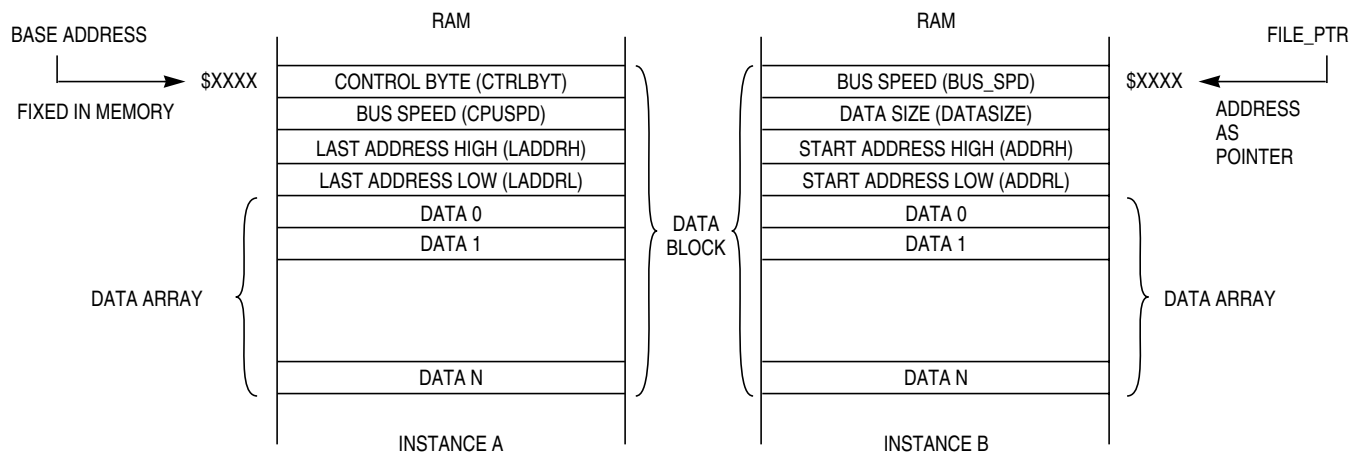 BASE ADDRESS
FIXED IN MEMORY
$XXXX
RAM
CONTROL BYTE (CTRLBYT)
BUS SPEED (CPUSPD)
LAST ADDRESS HIGH (LADDRH)
LAST ADDRESS LOW (LADDRL)
DATA 0
DATA 1
DATA N
DATA ARRAY
INSTANCE A
DATA
BLOCK
RAM
BUS SPEED (BUS_SPD)
DATA SIZE (DATASIZE)
START ADDRESS HIGH (ADDRH)
START ADDRESS LOW (ADDRL)
DATA 0
DATA 1
DATA N
INSTANCE B
FILE_PTR
$XXXX
ADDRESS
AS
POINTER
DATA ARRAY